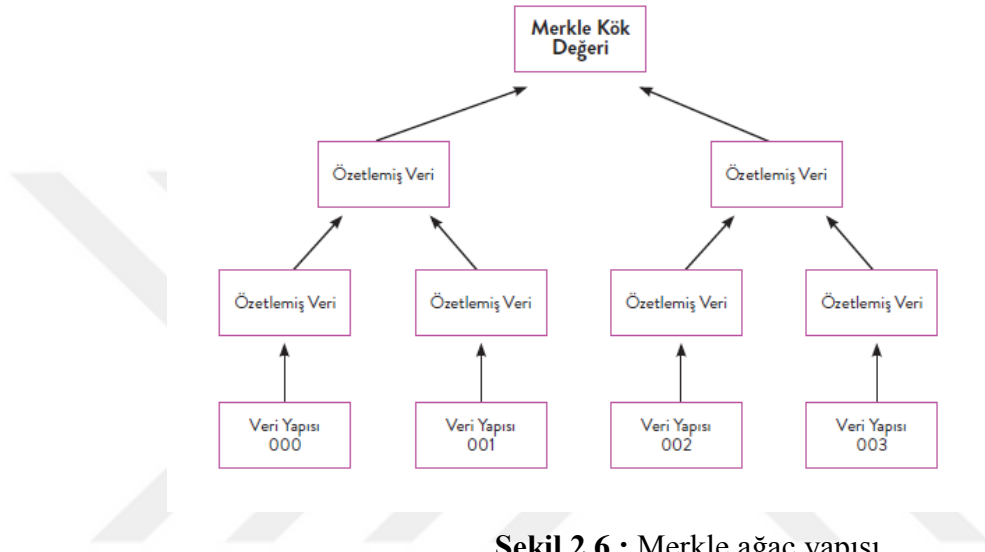 Merkle Kök
Değeri
Özetlemiş Veri
Özetlemiş Veri
Özetlemiş Veri
Özetlemiş Veri
Özetlemiş Veri
Özetlemiş Veri
Veri Yapısı
000
Veri Yapısı
001
Veri Yapısı
002
Veri Yapısı
003
Şekil 2.6 : Merkle ağaç yapısı